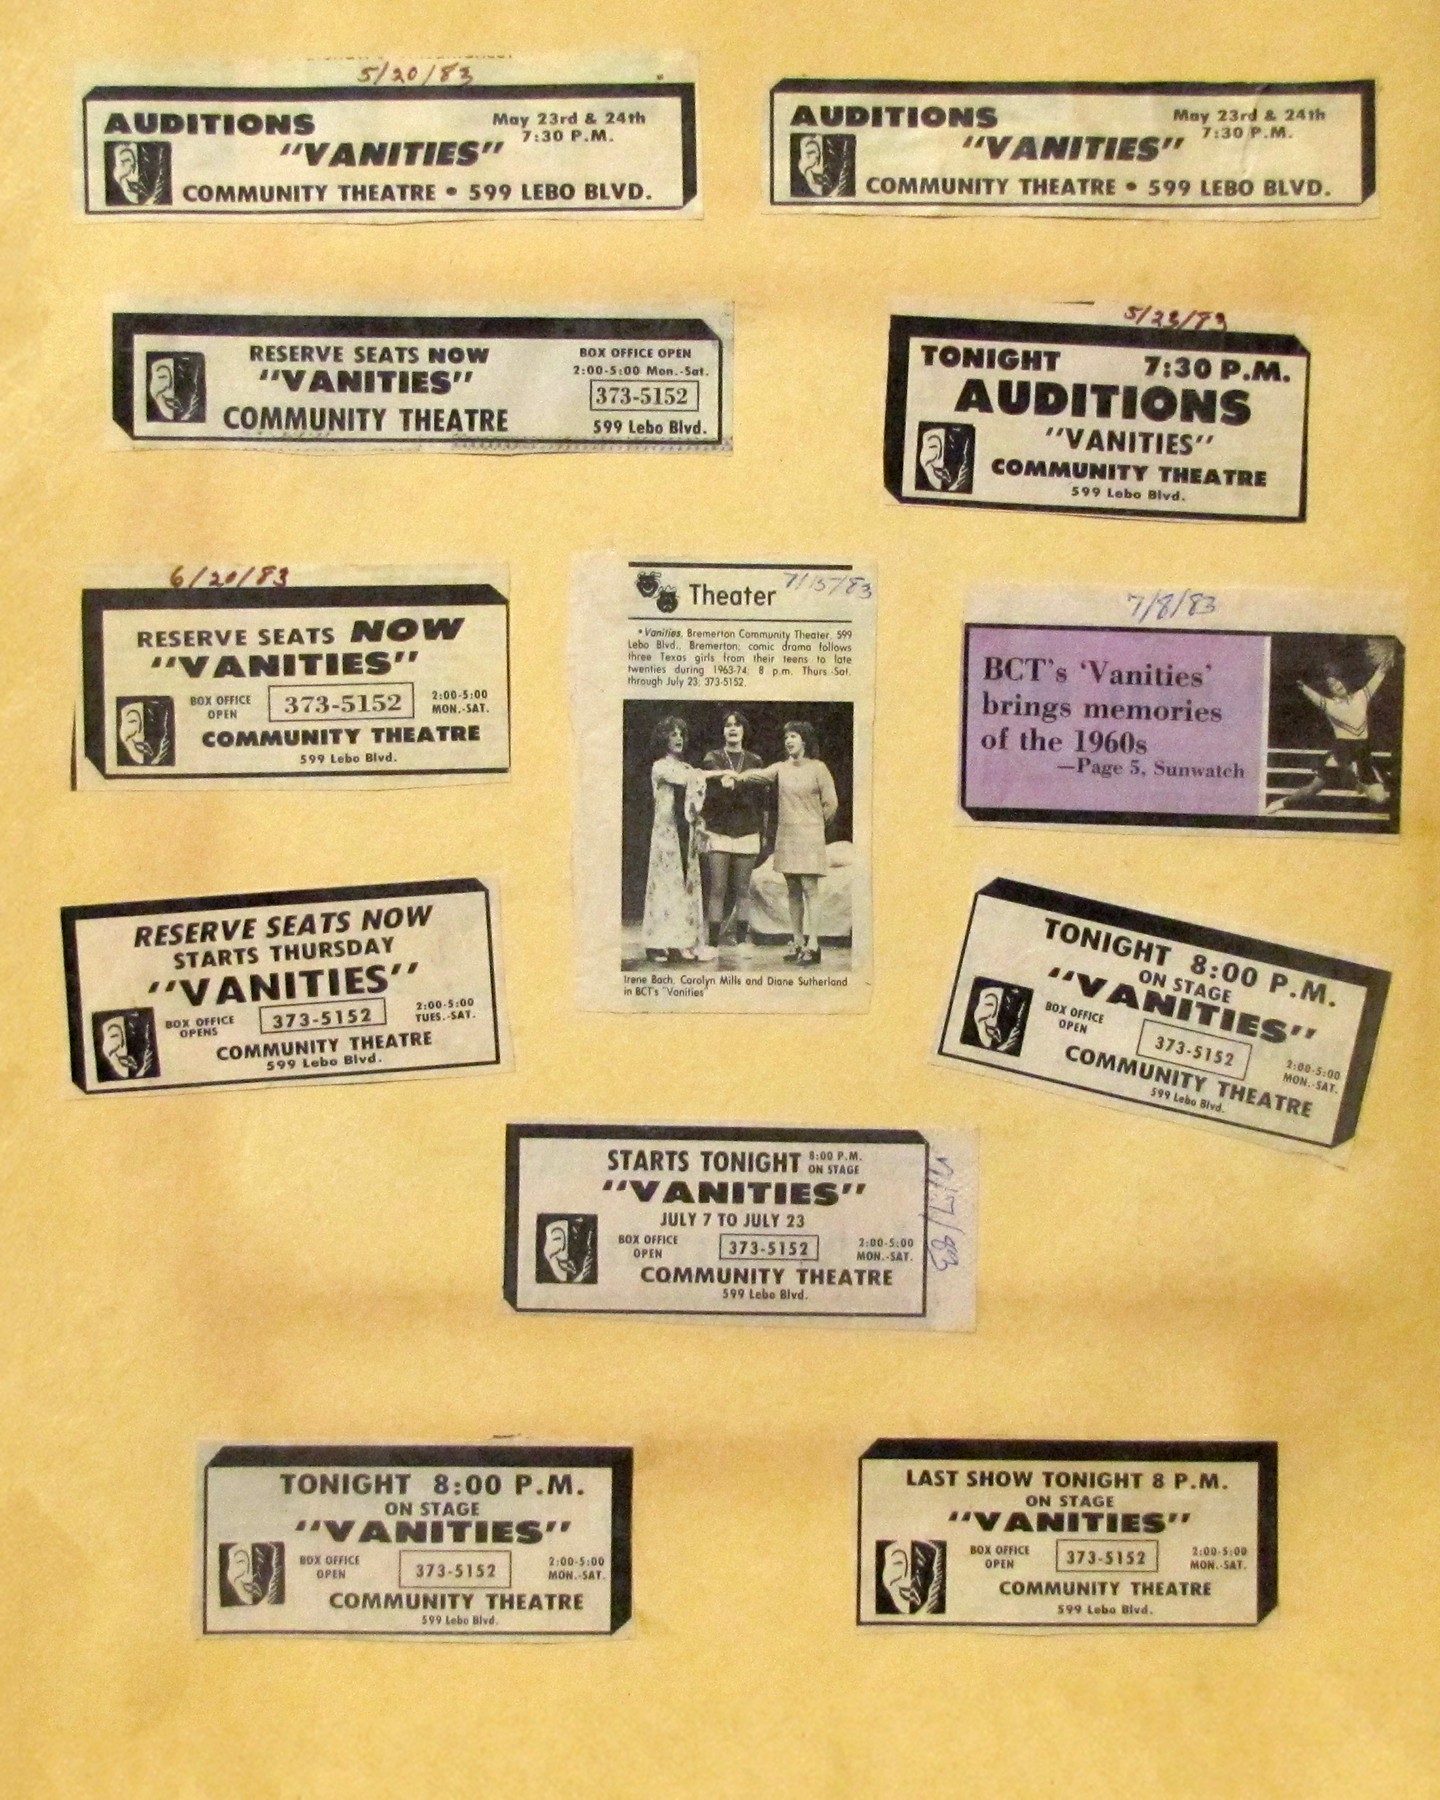 5/20/83
AUDITIONS
May 23rd & 24th
7:30 P.M.
"VANITIES"
COMMUNITY THEATRE • 599 LEBO BLVD.
AUDITIONS
May 23rd & 24th
7:30 P.M.
"VANITIES"
COMMUNITY THEATRE • 599 LEBO BLVD.
RESERVE SEATS NOW
"VANITIES"
COMMUNITY THEATRE
BOX OFFICE OPEN
2:00-5:00 Mon.-Sat.
373-5152
599 Lebo Blvd.
5/23/83
TONIGHT 7:30 P.M.
AUDITIONS
"VANITIES"
COMMUNITY THEATRE
599 Lebo Blvd.
6/20/83
RESERVE SEATS NOW
"VANITIES"
BOX OFFICE
OPEN
373-5152
2:00-5:00
MON.-SAT.
COMMUNITY THEATRE
599 Lebo Blvd.
Theater
7/15/83
• Vanities, Bremerton Community Theater, 599
Lebo Blvd., Bremerton; comic drama follows
three Texas girls from their teens to late
twenties during 1963-74; 8 p.m. Thurs.-Sat.
through July 23; 373-5152.
Irene Bach, Carolyn Mills and Diane Sutherland
in BCT's "Vanities"
7/8/83
BCT's 'Vanities'
brings memories
of the 1960s
—Page 5, Sunwatch
RESERVE SEATS NOW
STARTS THURSDAY
"VANITIES"
BOX OFFICE
OPENS
373-5152
2:00-5:00
TUES.-SAT.
COMMUNITY THEATRE
599 Lebo Blvd.
TONIGHT 8:00 P.M.
ON STAGE
"VANITIES"
BOX OFFICE
OPEN
373-5152
2:00-5:00
MON.-SAT.
COMMUNITY THEATRE
599 Lebo Blvd.
STARTS TONIGHT
8:00 P.M.
ON STAGE
"VANITIES"
JULY 7 TO JULY 23
BOX OFFICE
OPEN
373-5152
2:00-5:00
MON.-SAT.
COMMUNITY THEATRE
599 Lebo Blvd.
TONIGHT 8:00 P.M.
ON STAGE
"VANITIES"
BOX OFFICE
OPEN
373-5152
2:00-5:00
MON.-SAT.
COMMUNITY THEATRE
599 Lebo Blvd.
LAST SHOW TONIGHT 8 P.M.
ON STAGE
"VANITIES"
BOX OFFICE
OPEN
373-5152
2:00-5:00
MON.-SAT.
COMMUNITY THEATRE
599 Lebo Blvd.